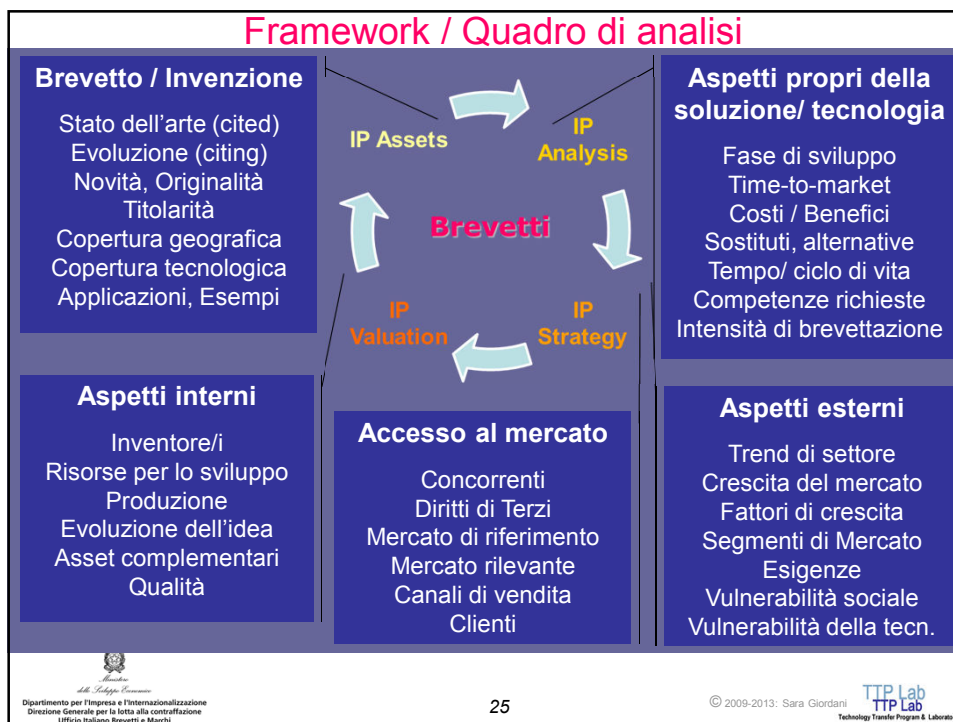 Framework / Quadro di analisi
Brevetto / Invenzione
Stato dell'arte (cited)
Evoluzione (citing)
Novità, Originalità
Titolarità
Copertura geografica
Copertura tecnologica
Applicazioni, Esempi
IP Assets
IP
Analysis
Brevetti
IP
Valuation
IP
Strategy
Aspetti propri della
soluzione/ tecnologia
Fase di sviluppo
Time-to-market
Costi / Benefici
Sostituti, alternative
Tempo/ ciclo di vita
Competenze richieste
Intensità di brevettazione
Aspetti interni
Inventore/i
Risorse per lo sviluppo
Produzione
Evoluzione dell'idea
Asset complementari
Qualità
Accesso al mercato
Concorrenti
Diritti di Terzi
Mercato di riferimento
Mercato rilevante
Canali di vendita
Clienti
Aspetti esterni
Trend di settore
Crescita del mercato
Fattori di crescita
Segmenti di Mercato
Esigenze
Vulnerabilità sociale
Vulnerabilità della tecn.
Ministero
dello Sviluppo Economico
Dipartimento per l'Impresa e l'Internazionalizzazione
Direzione Generale per la lotta alla contraffazione
Ufficio Italiano Brevetti e Marchi
25
© 2009-2013: Sara Giordani
TTP Lab
TTP Lab
Technology Transfer Program & Laborato